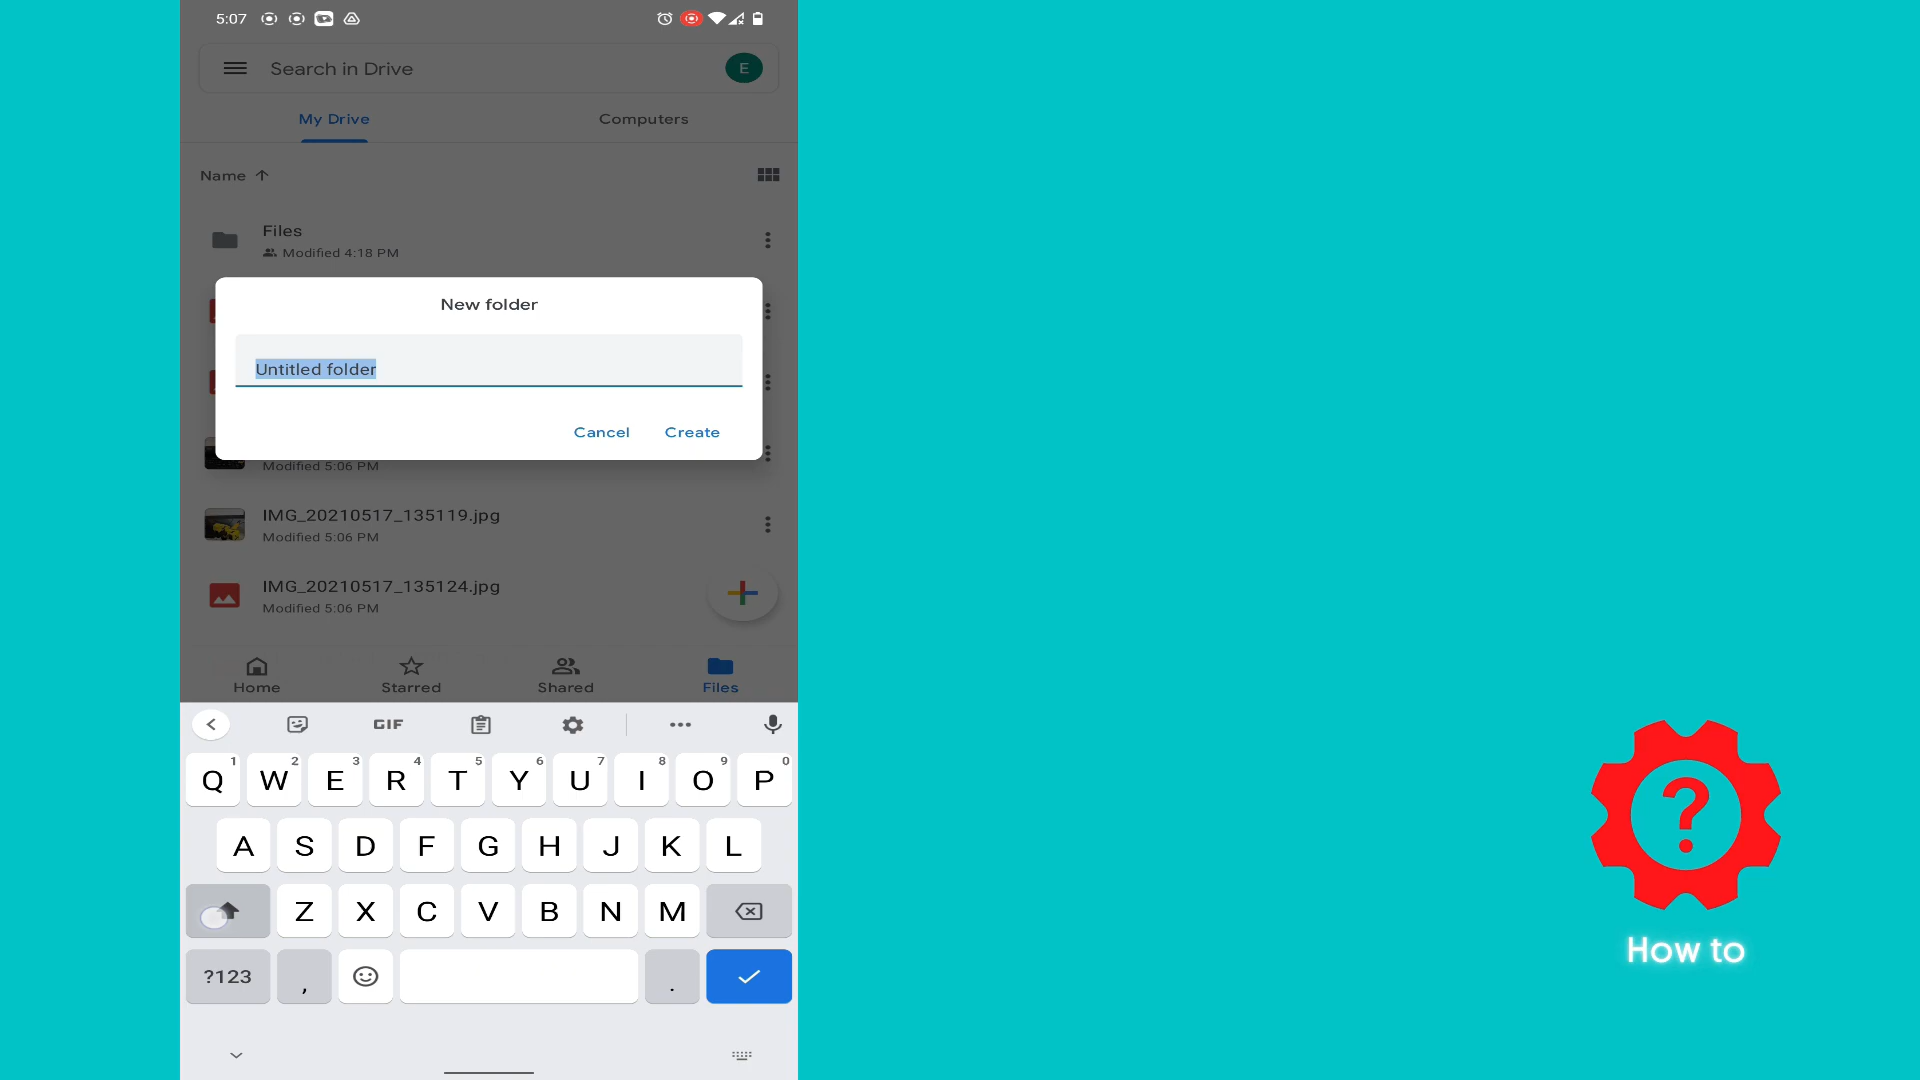 5:07
Search in Drive
E
My Drive
Computers
Name
Files
Modified 4:18 PM
New folder
Untitled folder
Cancel
Create
Modified 5:06 PM
IMG_20210517_135119.jpg
Modified 5:06 PM
IMG_20210517_135124.jpg
Modified 5:06 PM
Home
Starred
Shared
Files
GIF
Q 1 W 2 E 3 R 4 T 5 Y 6 U 7 I 8 O 9 P 0
A S D F G H J K L
Z X C V B N M
?123 , .
?
How to